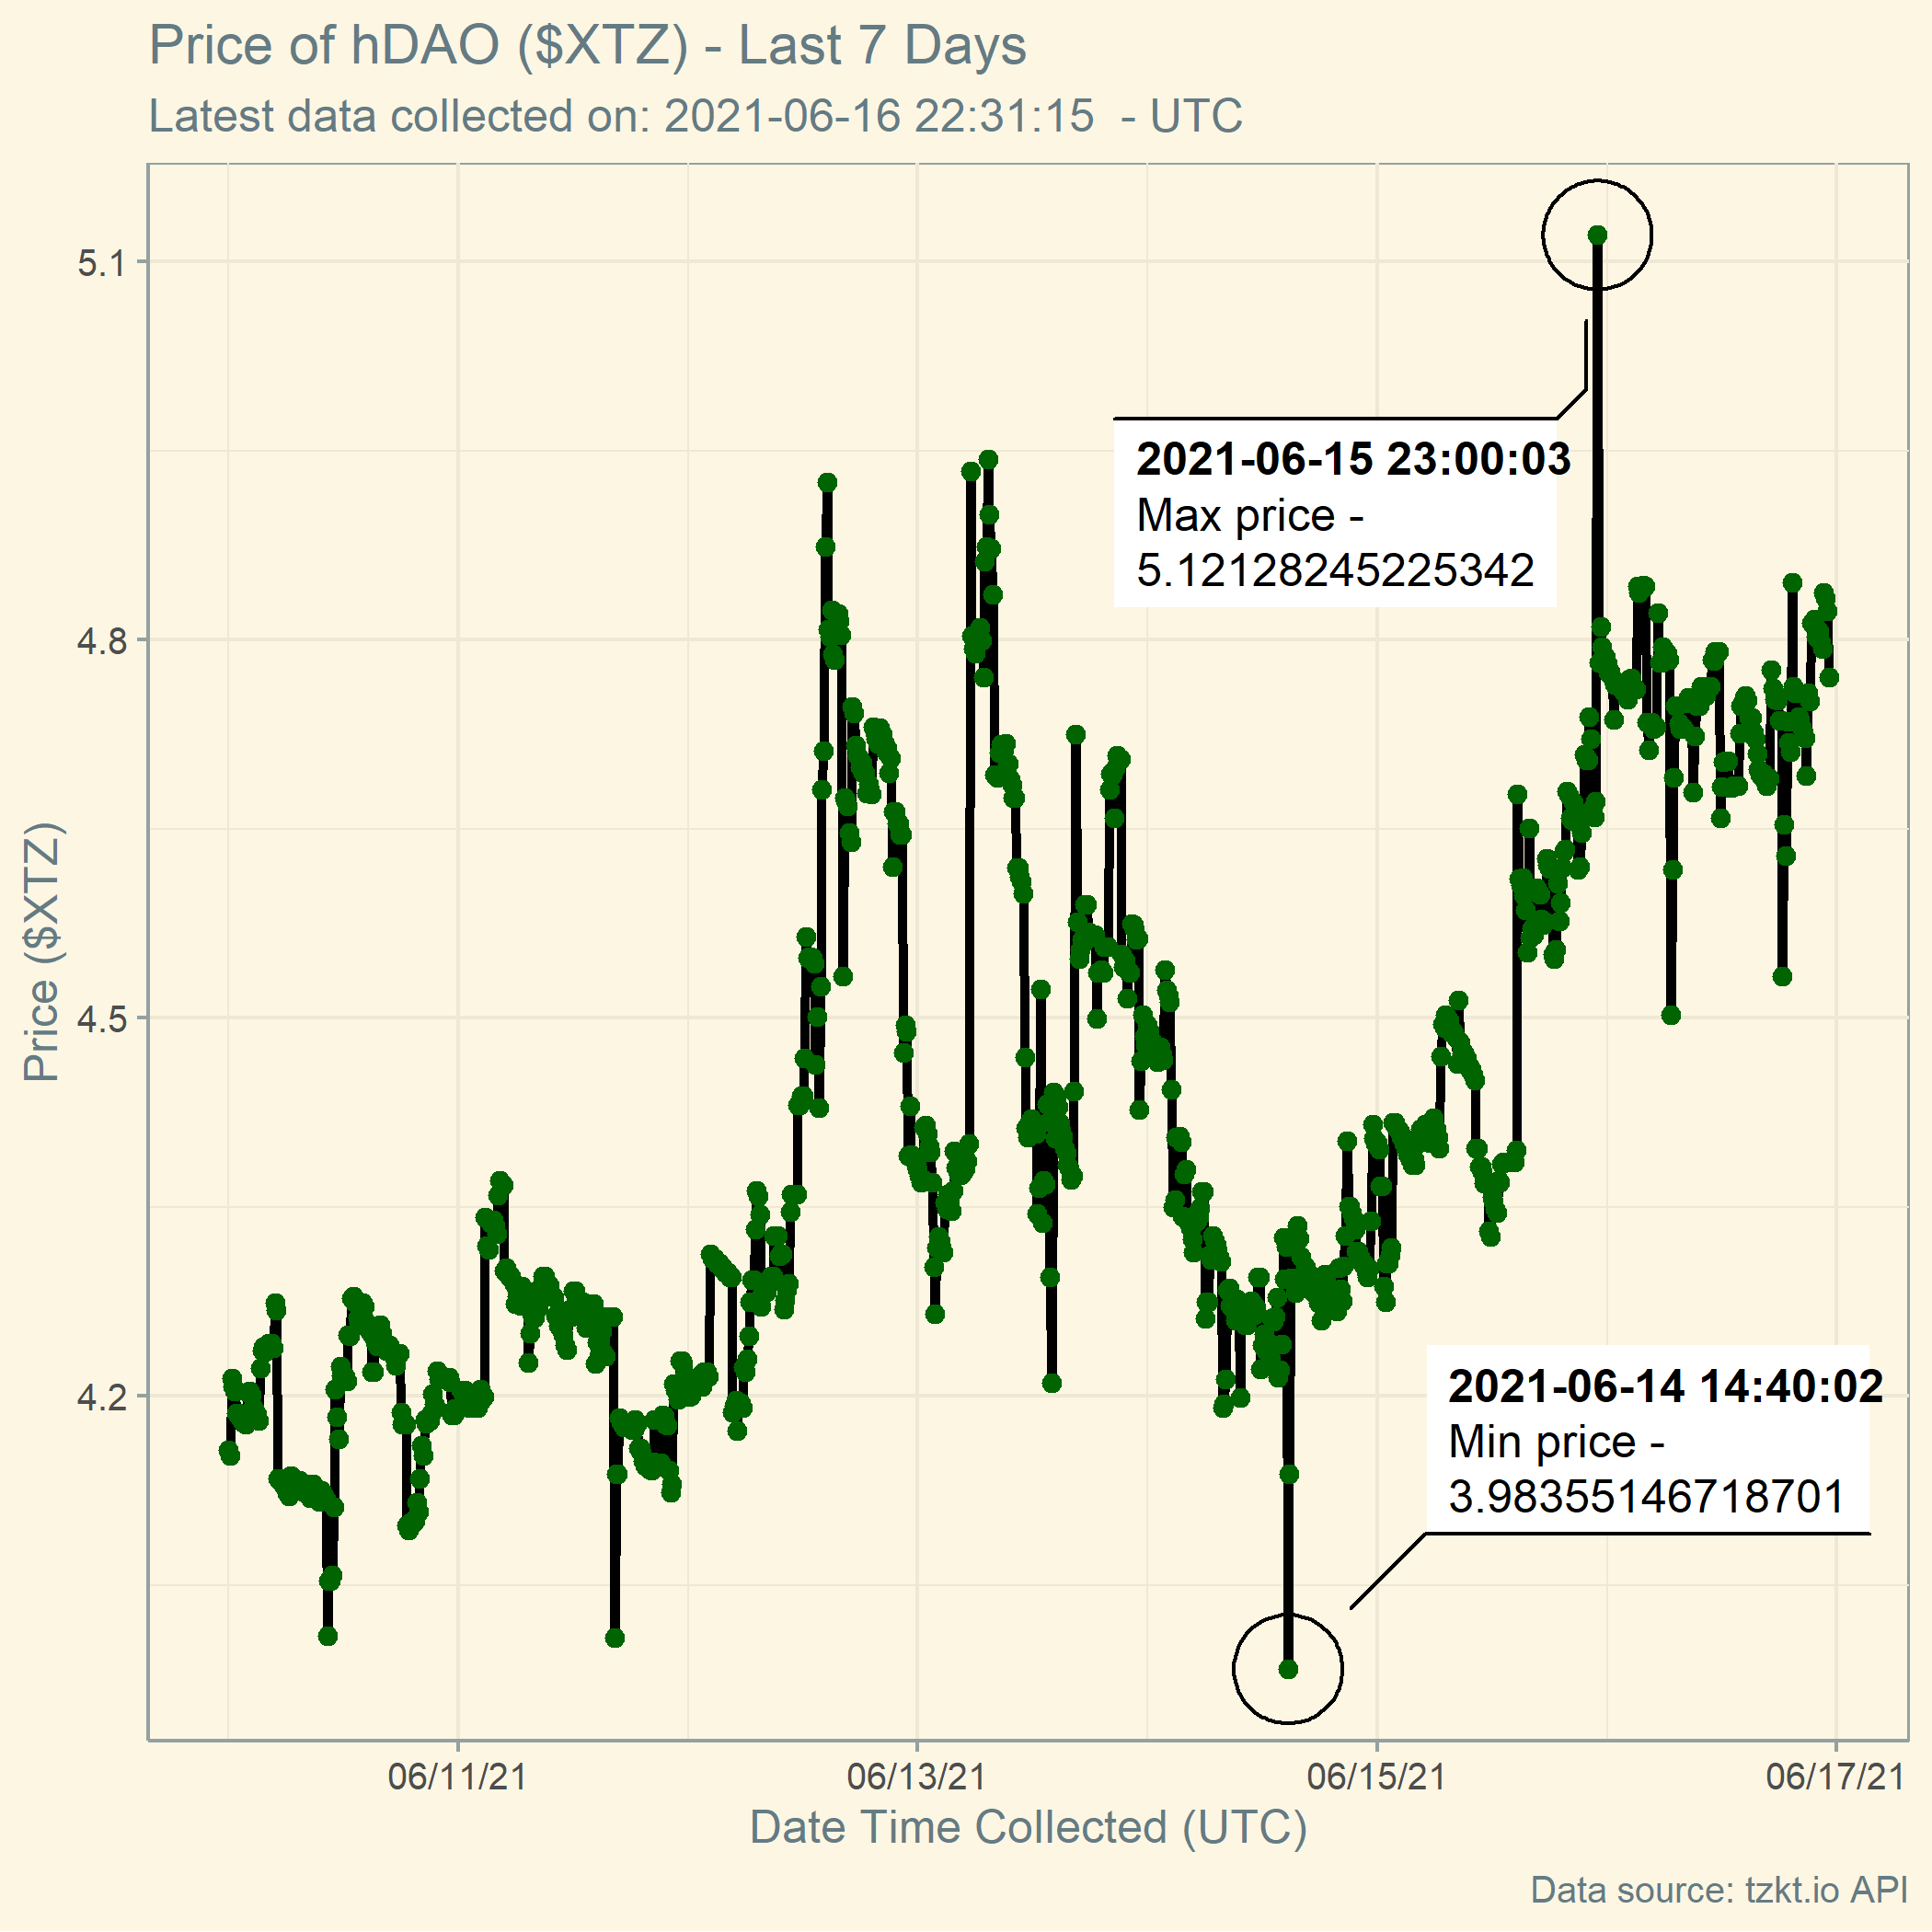 Price of hDAO ($XTZ) - Last 7 Days
Latest data collected on: 2021-06-16 22:31:15  - UTC
5.1
4.8
4.5
4.2
Price ($XTZ)
2021-06-15 23:00:03
Max price -
5.12128245225342
2021-06-14 14:40:02
Min price -
3.98355146718701
06/11/21
06/13/21
06/15/21
06/17/21
Date Time Collected (UTC)
Data source: tzkt.io API